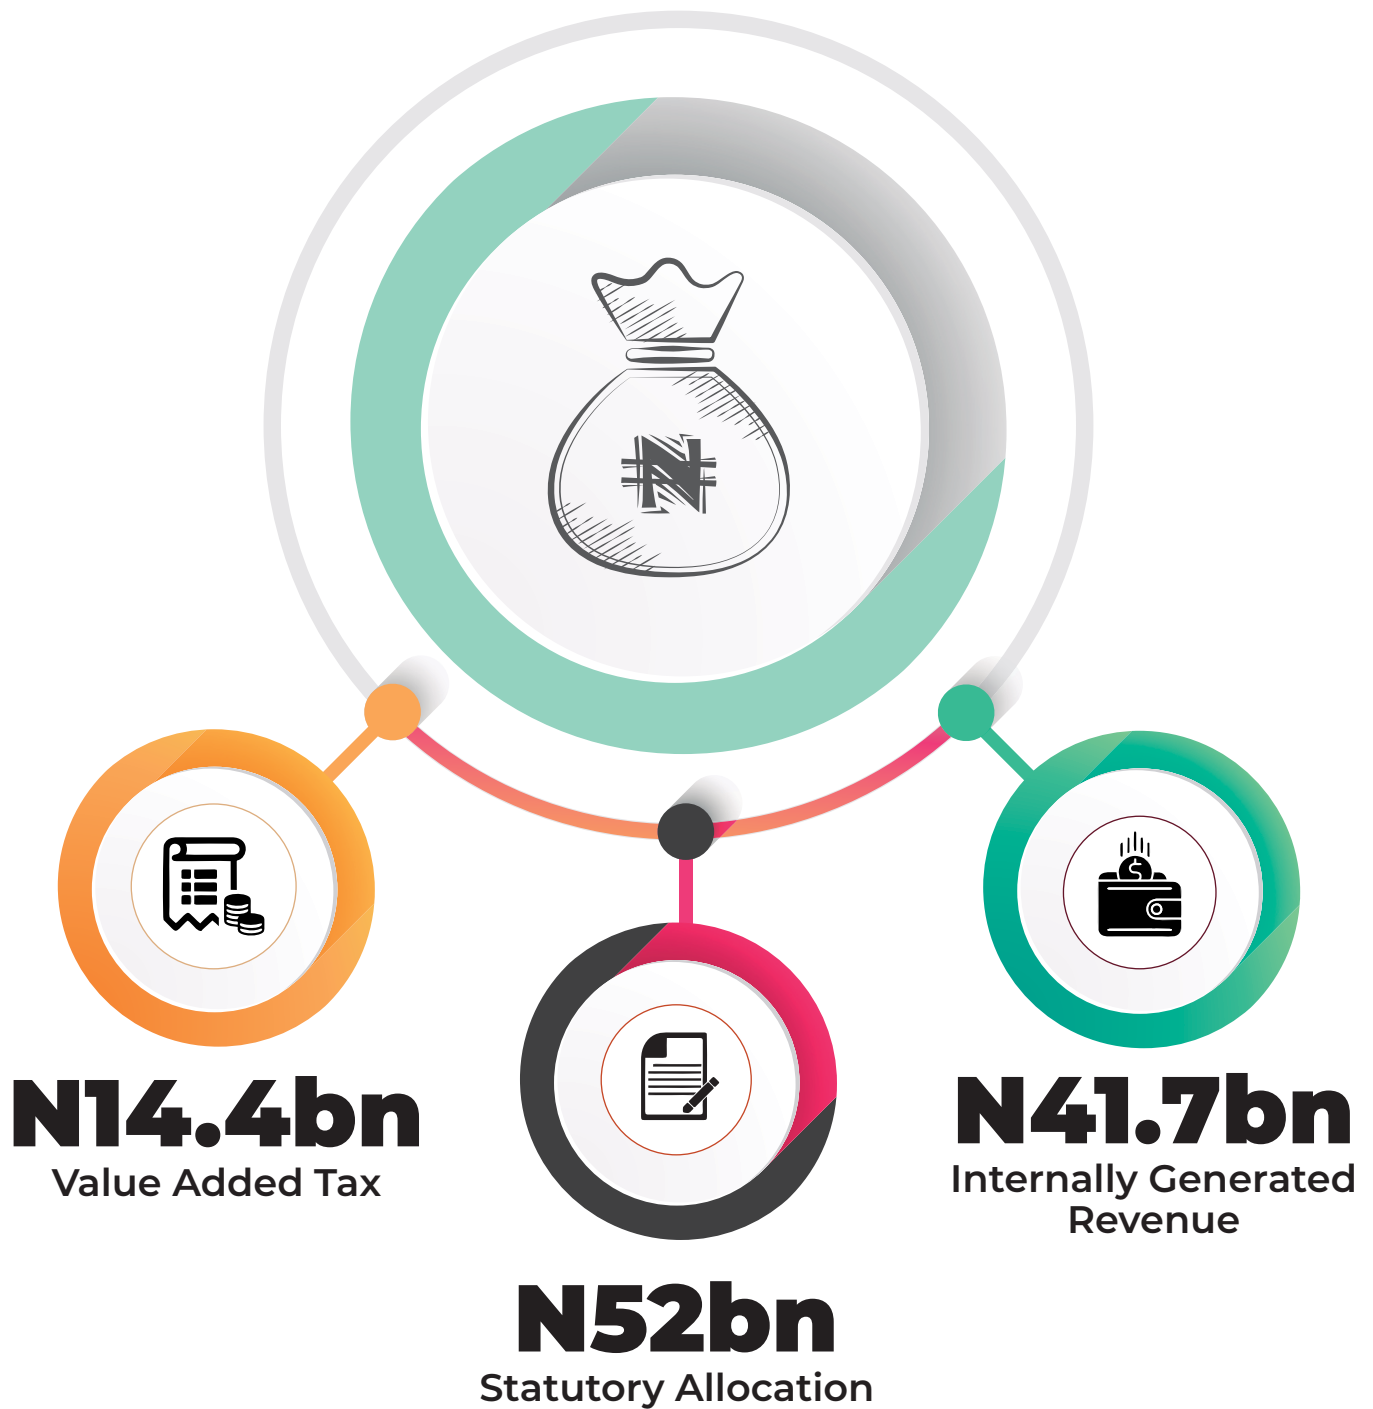 ₦
$
N14.4bn
Value Added Tax
N41.7bn
Internally Generated
Revenue
N52bn
Statutory Allocation